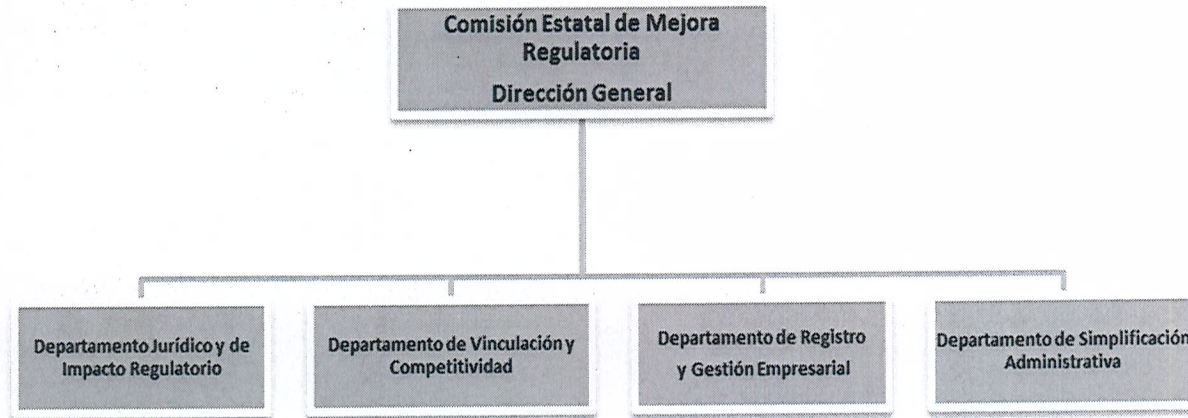 Comisión Estatal de Mejora
Regulatoria
Dirección General
Departamento Jurídico y de
Impacto Regulatorio
Departamento de Vinculación y
Competitividad
Departamento de Registro
y Gestión Empresarial
Departamento de Simplificación
Administrativa